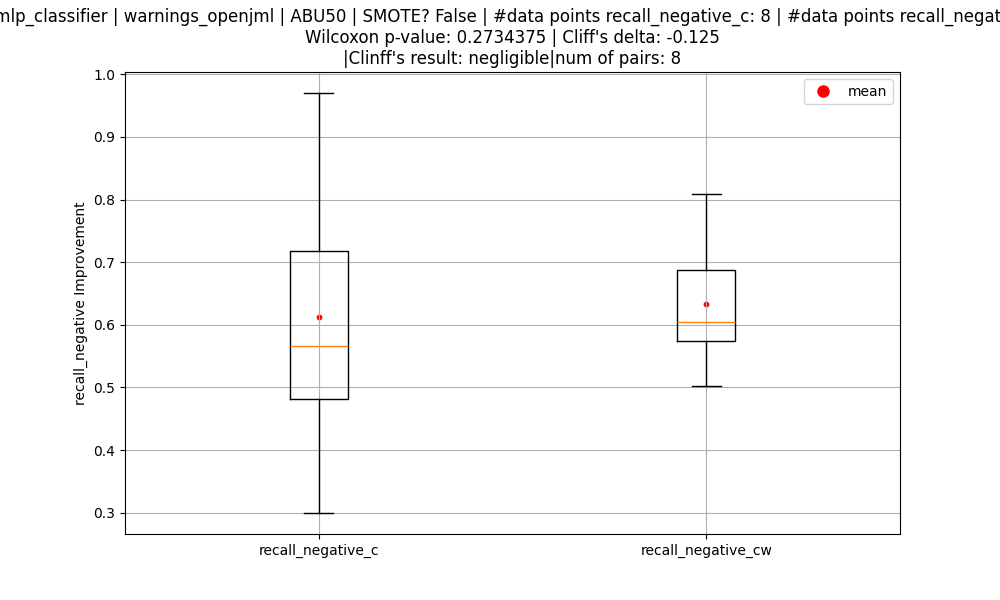 mlp_classifier | warnings_openjml | ABU50 | SMOTE? False | #data points recall_negative_c: 8 | #data points
Wilcoxon p-value: 0.2734375 | Cliff's delta: -0.125
|Clinff's result: negligible|num of pairs: 8
mean
1.0
0.9
0.8
0.7
0.6
0.5
0.4
0.3
recall_negative Improvement
recall_negative_c
recall_negative_cw